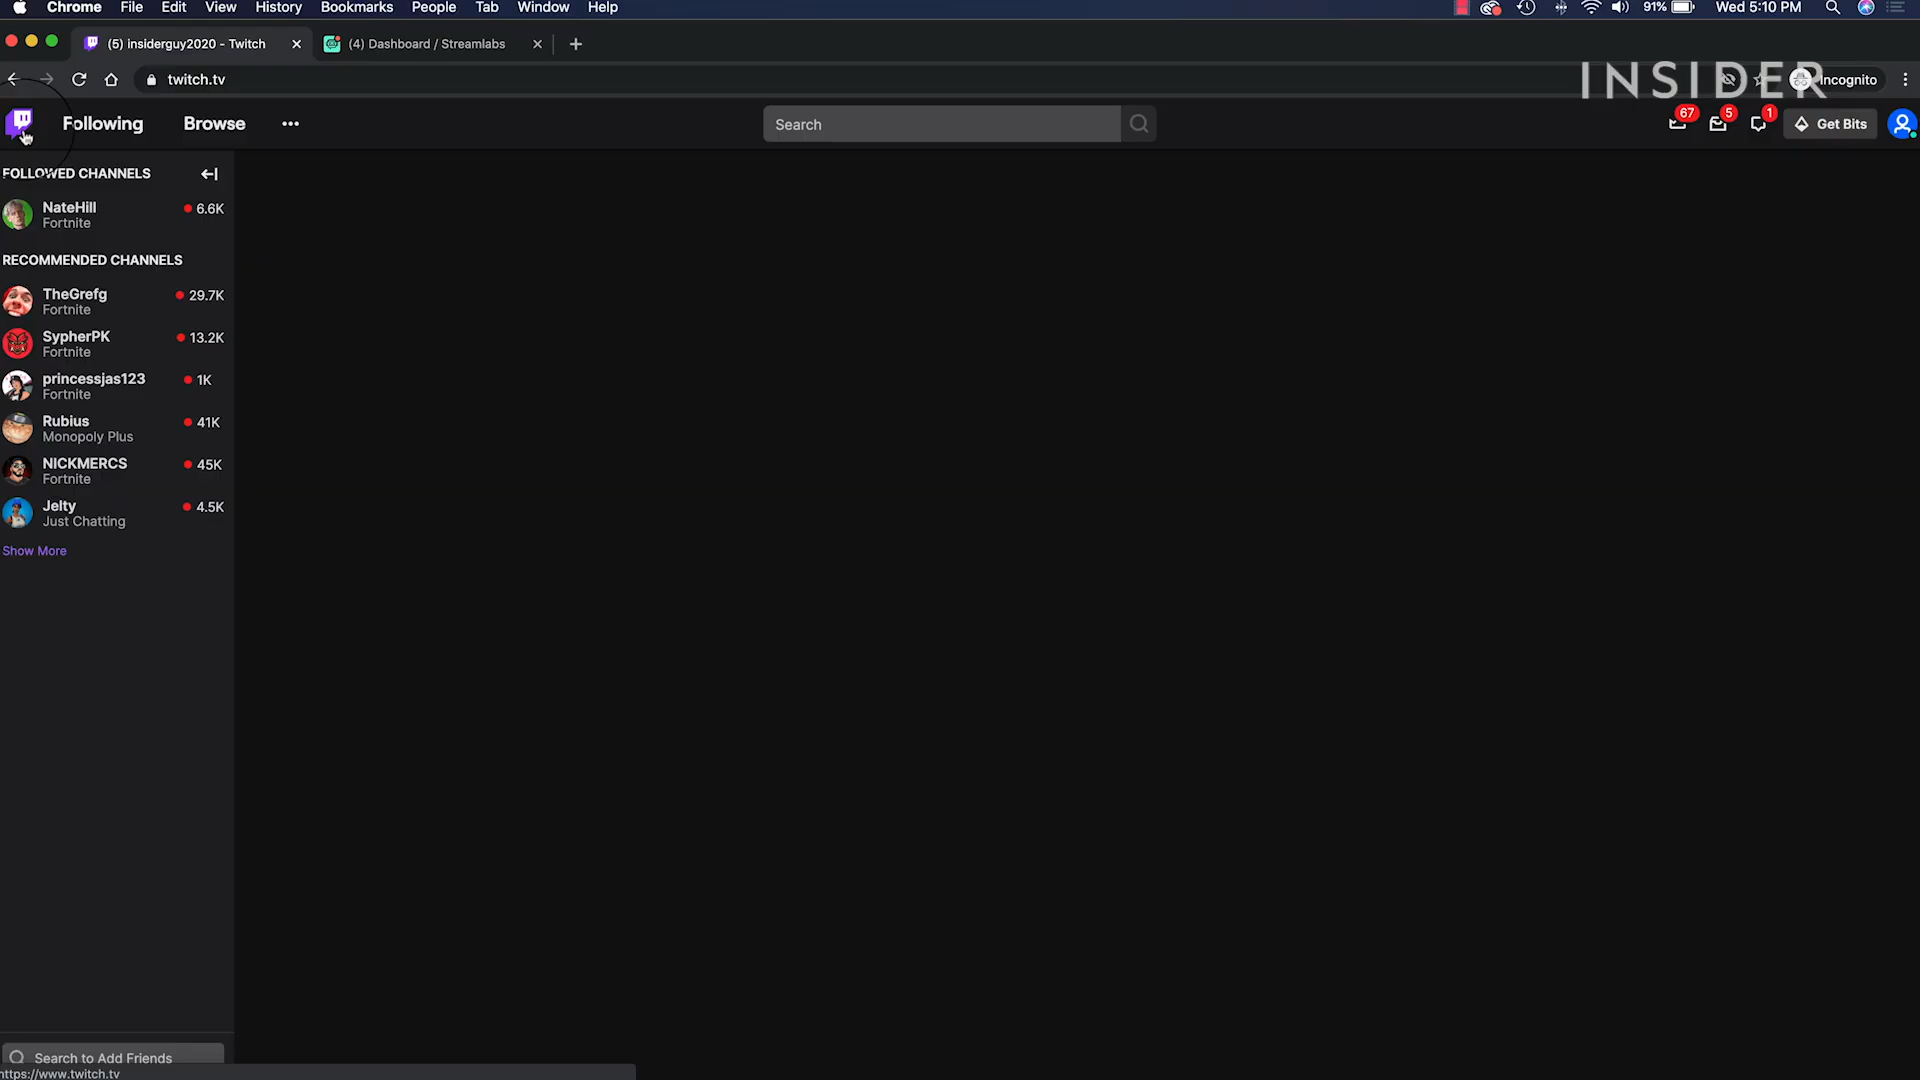 Chrome File Edit View History Bookmarks People Tab Window Help 91% Wed 5:10 PM
(5) insiderguy2020 - Twitch (4) Dashboard / Streamlabs
twitch.tv Incognito
INSIDER
Following Browse Search 67 5 1 Get Bits
FOLLOWED CHANNELS
NateHill 6.6K
Fortnite
RECOMMENDED CHANNELS
TheGrefg 29.7K
Fortnite
SypherPK 13.2K
Fortnite
princessjas123 1K
Fortnite
Rubius 41K
Monopoly Plus
NICKMERCS 45K
Fortnite
Jelty 4.5K
Just Chatting
Show More
Search to Add Friends
https://www.twitch.tv